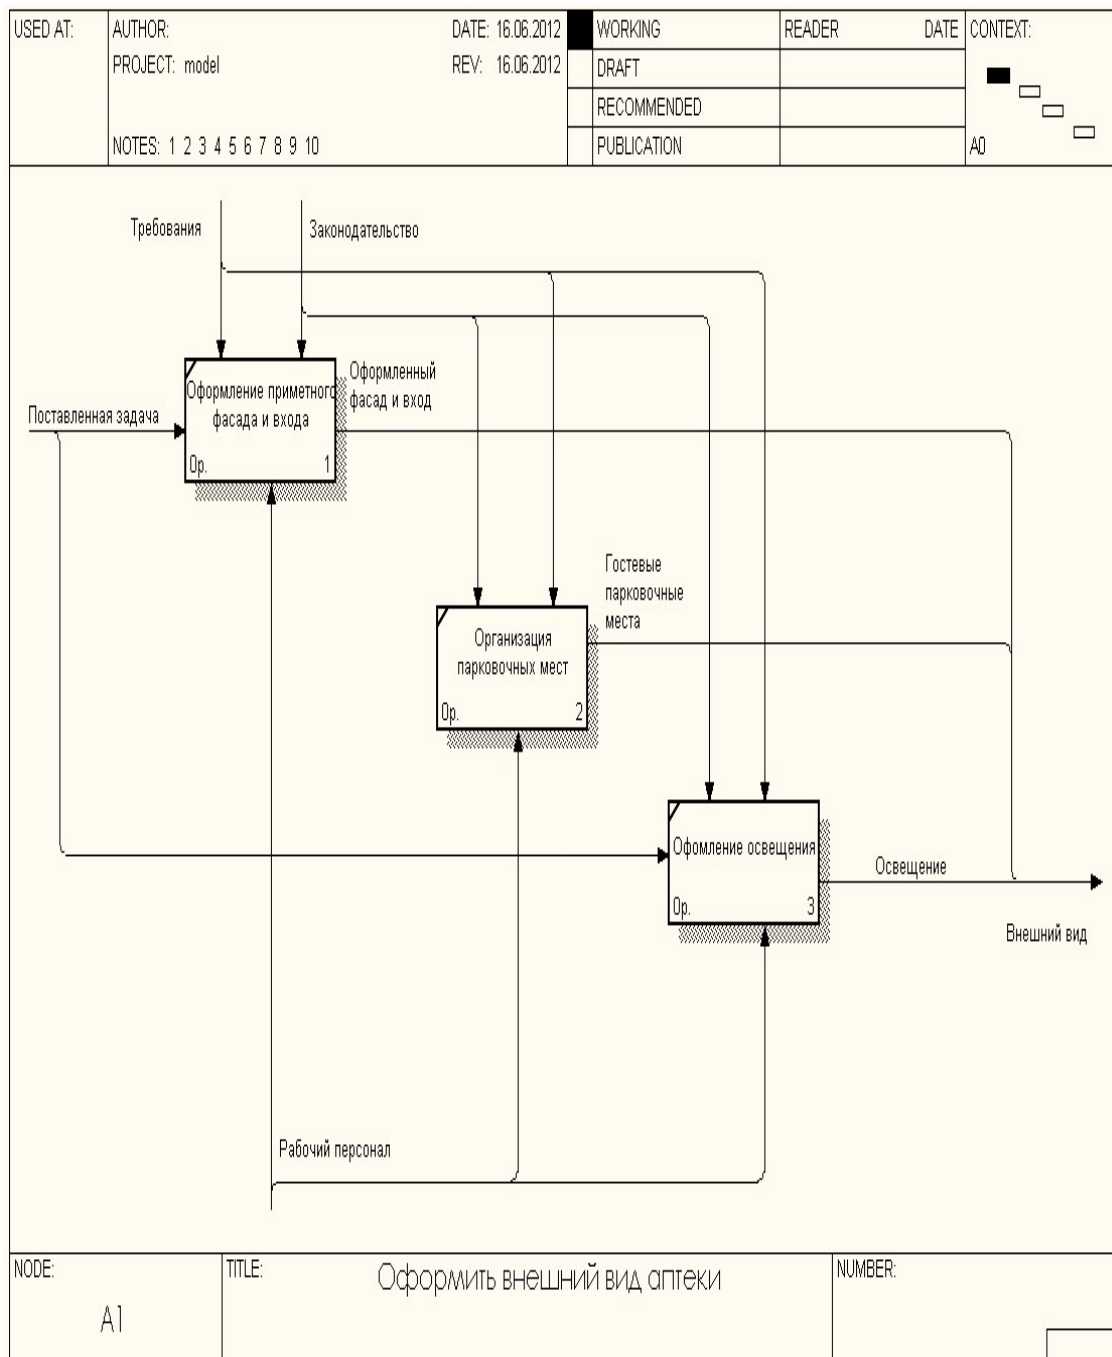 USED AT:
AUTHOR:
DATE: 16.06.2012
WORKING
READER
DATE
CONTEXT:
PROJECT: model
REV: 16.06.2012
DRAFT
RECOMMENDED
NOTES: 1 2 3 4 5 6 7 8 9 10
PUBLICATION
A0
Требования
Законодательство
Оформленный
фасад и вход
Оформление приметного
фасада и входа
0р.
1
Поставленная задача
Гостевые
парковочные
места
Организация
парковочных мест
0р.
2
Офомление освещения
0р.
3
Освещение
Внешний вид
Рабочий персонал
NODE:
A1
TITLE:
Оформить внешний вид аптеки
NUMBER: